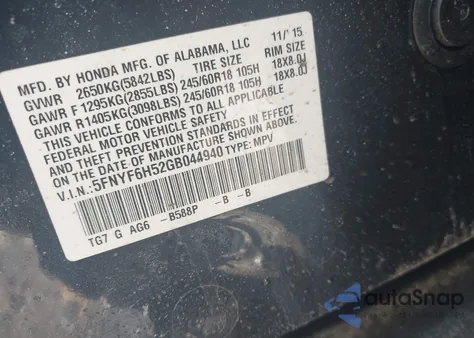 MFD. BY HONDA MFG. OF ALABAMA, LLC 11/ 15
GVWR 2650KG(5842LBS) TIRE SIZE RIM SIZE
GAWR F 1295KG(2855LBS) 245/60R18 105H 18X8.0J
GAWR R1405KG(3098LBS) 245/60R18 105H 18X8.0J
THIS VEHICLE CONFORMS TO ALL APPLICABLE
FEDERAL MOTOR VEHICLE SAFETY
AND THEFT PREVENTION STANDARDS IN EFFECT
ON DATE OF MANUFACTURE SHOWN ABOVE.
V.I.N.: 5FNYF6H52GB044940 TYPE: MPV
TG7 G AG6 -B588P -B -B
autoSnap